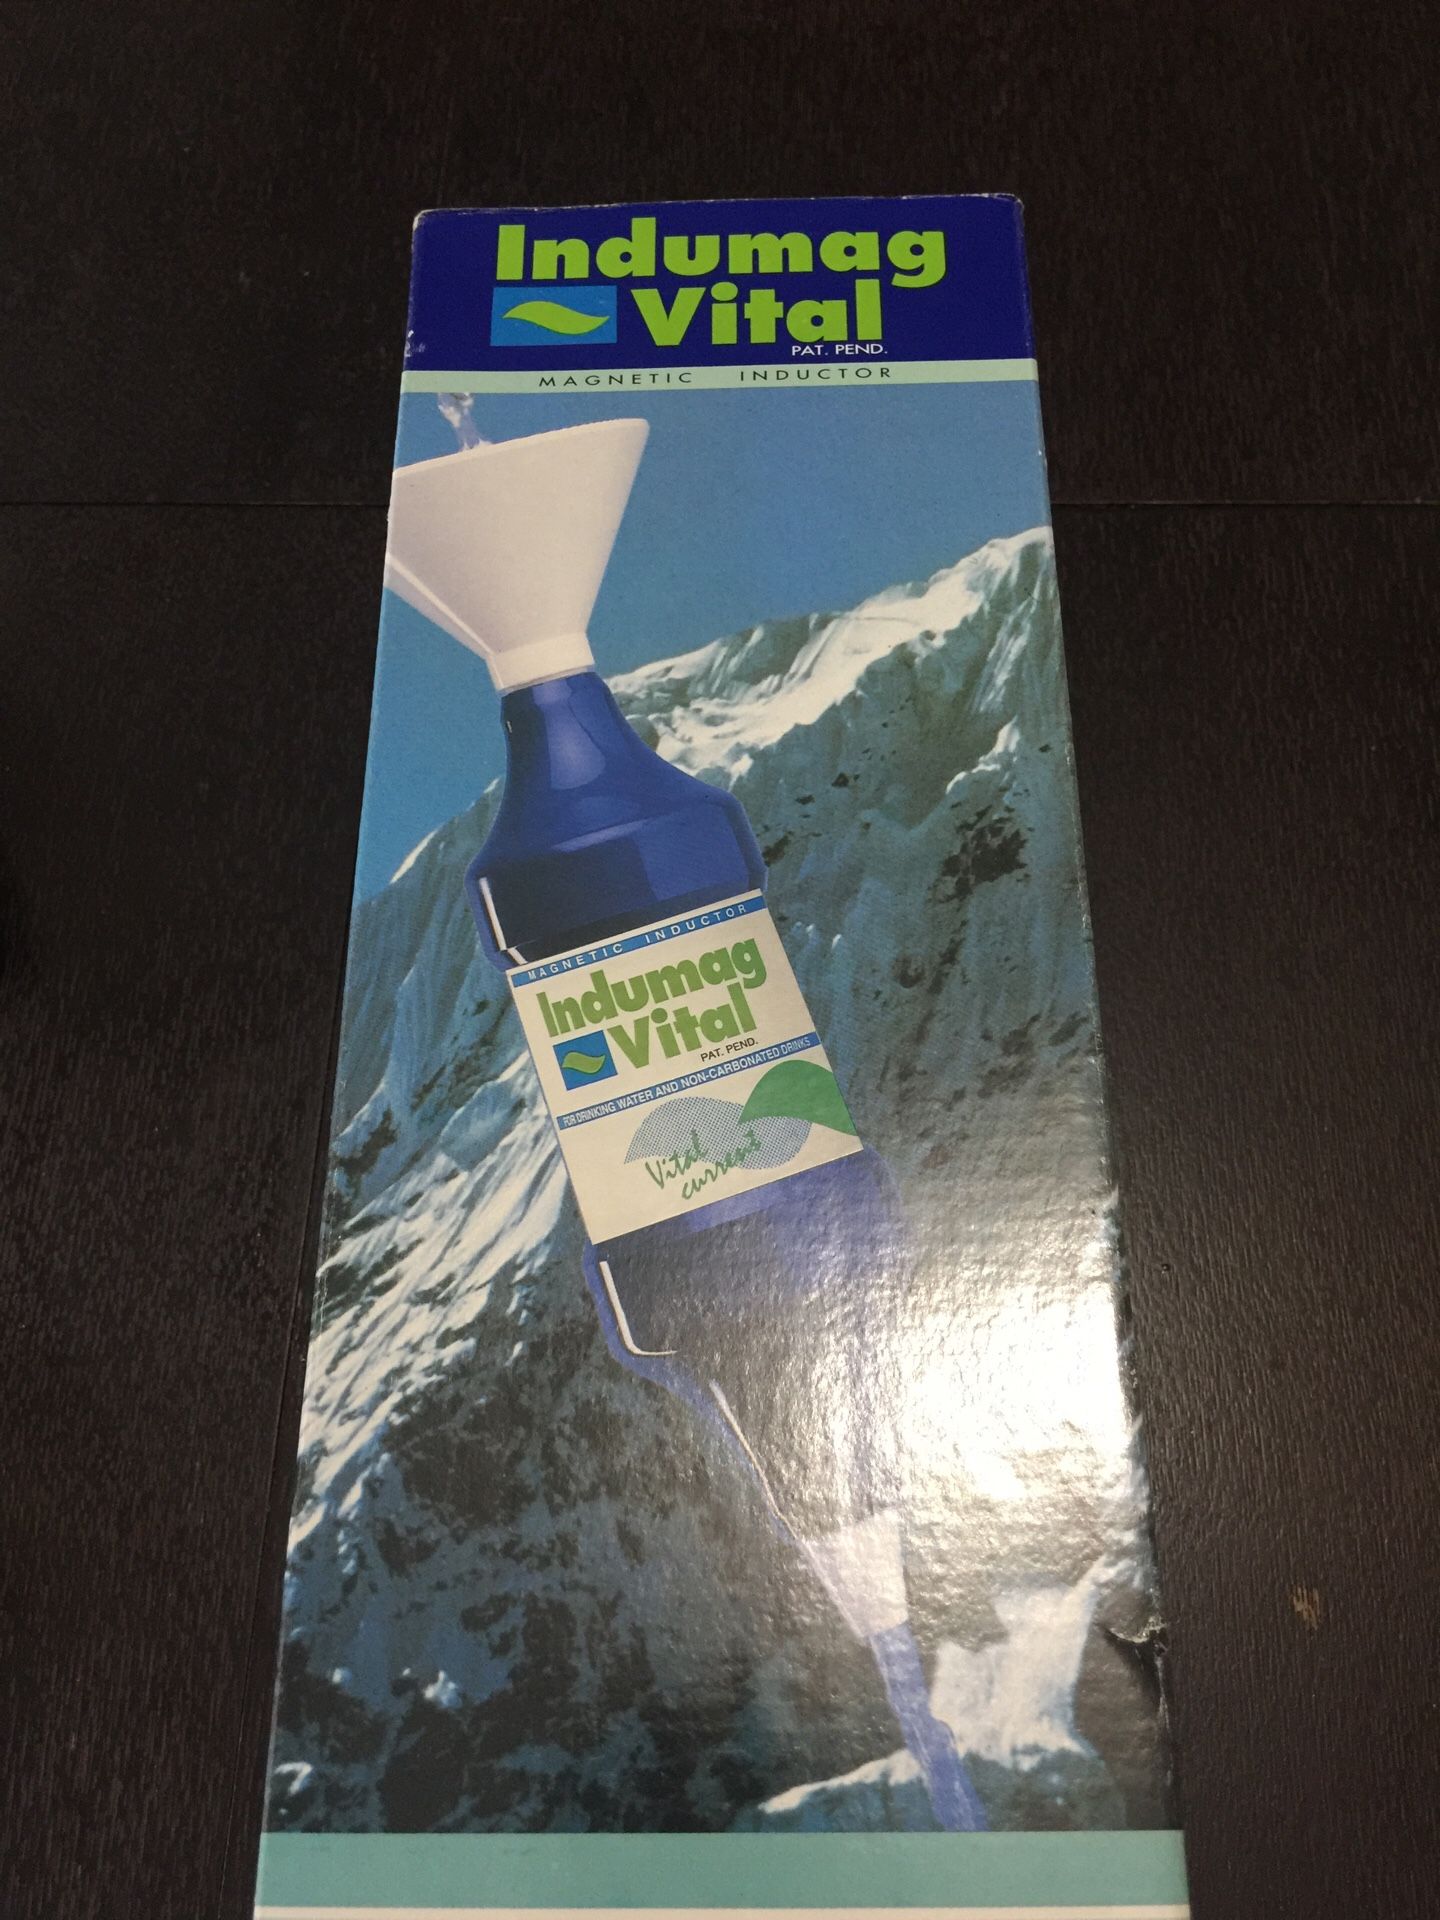 Indumag
Vital
PAT. PEND.
MAGNETIC INDUCTOR
MAGNETIC INDUCTOR
Indumag
Vital
PAT. PEND.
FOR DRINKING WATER AND NON-CARBONATED DRINKS
Vital
current